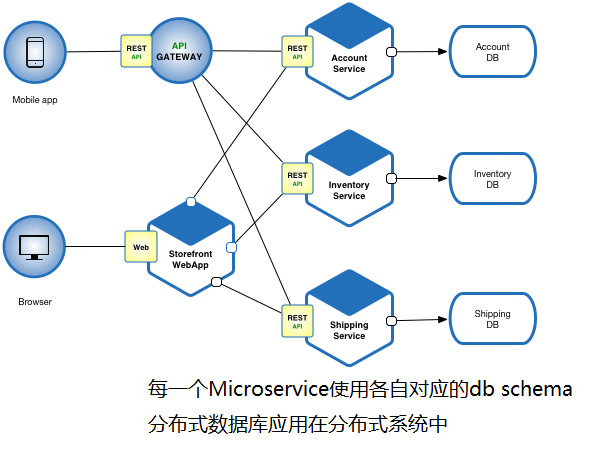 REST
API
API
GATEWAY
Mobile app
REST
API
Account
Service
Account
DB
REST
API
Inventory
Service
Inventory
DB
Web
Storefront
WebApp
Browser
REST
API
Shipping
Service
Shipping
DB
每一个Microservice使用各自对应的db schema
分布式数据库应用在分布式系统中